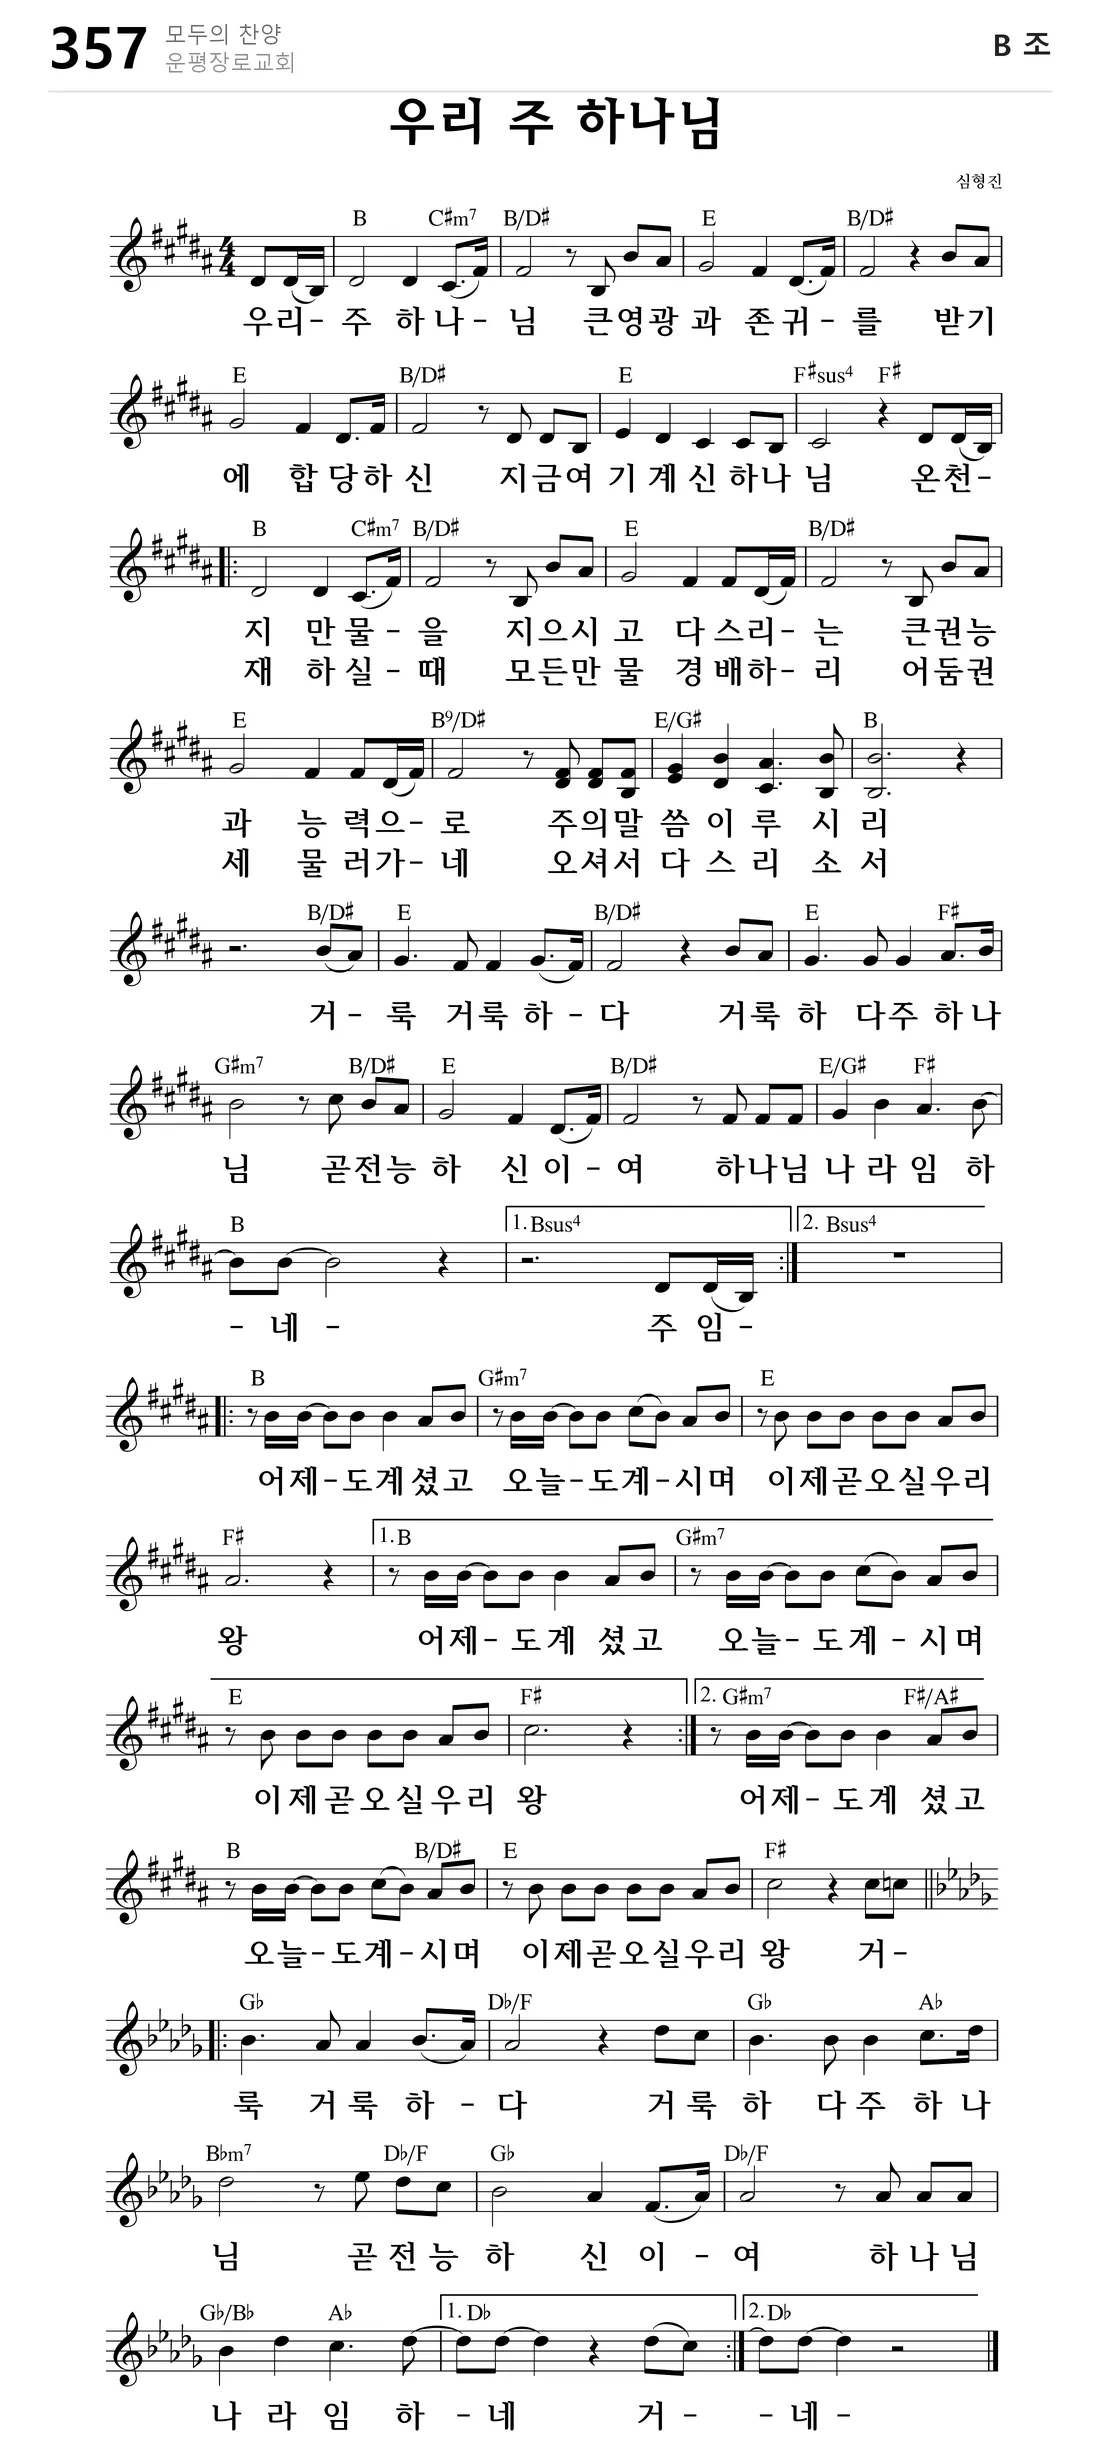 357 모두의 찬양
운평장로교회
B 조
우리 주 하나님
심형진
B C♯m7 B/D♯ E B/D♯
우리- 주 하 나- 님 큰영광 과 존귀- 를 받기
E B/D♯ E F♯sus4 F♯
에 합 당하 신 지금여 기 계 신 하나 님 온천-
B C♯m7 B/D♯ E B/D♯
지 만 물- 을 지으시 고 다 스리- 는 큰권능
재 하 실- 때 모든만 물 경 배하- 리 어둠권
E B9/D♯ E/G♯ B
과 능 력으- 로 주의말 씀 이 루 시 리
세 물 러가- 네 오셔서 다 스 리 소 서
B/D♯ E B/D♯ E F♯
거- 룩 거룩 하- 다 거룩 하 다주 하나
G♯m7 B/D♯ E B/D♯ E/G♯ F♯
님 곧전능 하 신 이- 여 하나님 나 라 임 하
B 1. Bsus4 2. Bsus4
- 네 - 주 임-
B G♯m7 E
어제-도계셨고 오늘-도계-시며 이제곧오실우리
F♯ 1. B G♯m7
왕 어제-도계 셨고 오늘-도계-시며
E F♯ 2. G♯m7 F♯/A♯
이제곧오실우리 왕 어제-도계 셨고
B B/D♯ E F♯
오늘-도계-시며 이제곧오실우리 왕 거-
G♭ D♭/F G♭ A♭
룩 거 룩 하 - 다 거 룩 하 다 주 하 나
B♭m7 D♭/F G♭ D♭/F
님 곧 전 능 하 신 이 - 여 하 나 님
G♭/B♭ A♭ 1. D♭ 2. D♭
나 라 임 하 - 네 거 - - 네 -